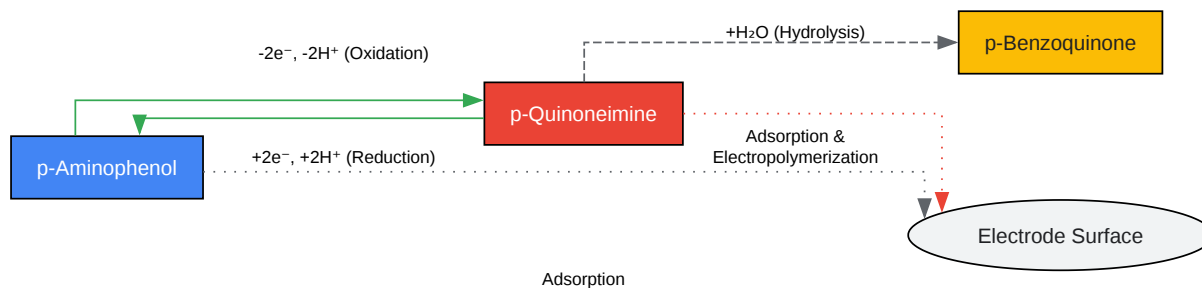 +H₂O (Hydrolysis)
p-Benzoquinone
-2e⁻, -2H⁺ (Oxidation)
p-Quinoneimine
Adsorption &
Electropolymerization
+2e⁻, +2H⁺ (Reduction)
p-Aminophenol
Electrode Surface
Adsorption